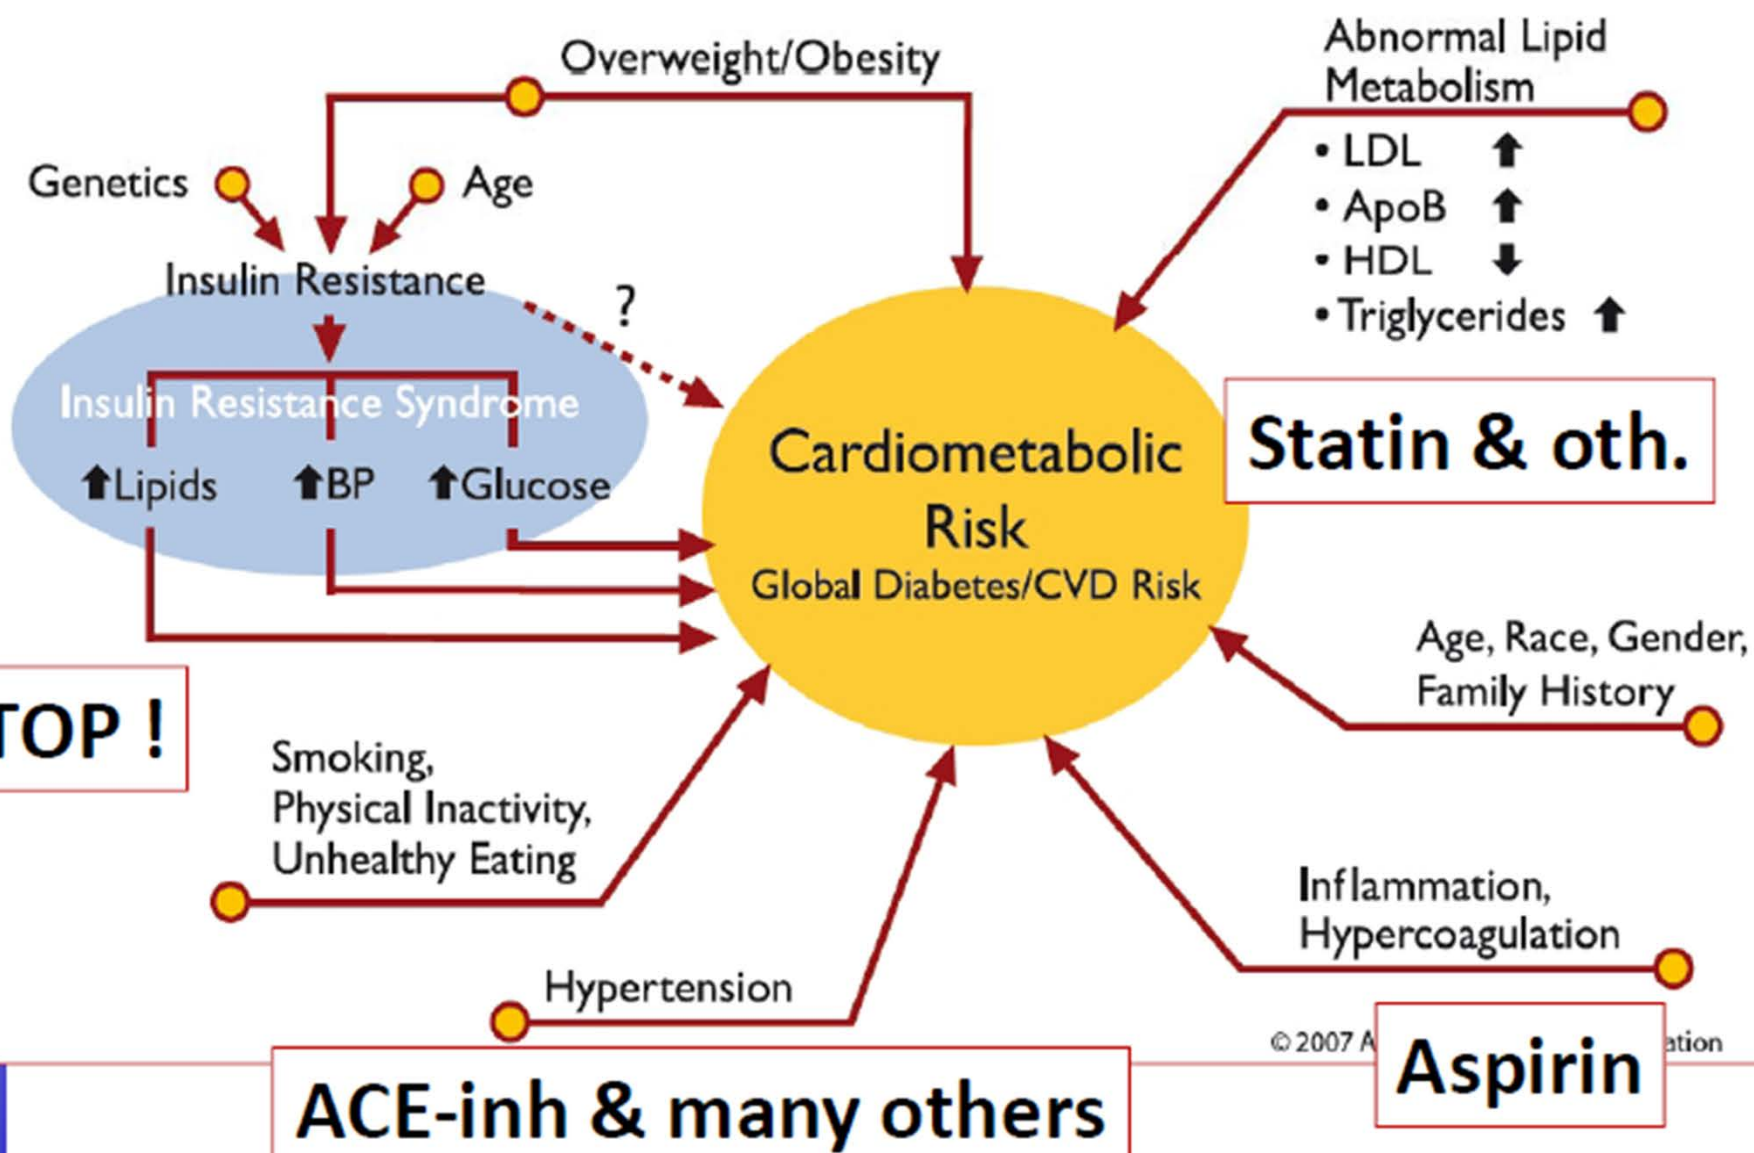 Overweight/Obesity
Abnormal Lipid
Metabolism
• LDL ⬆
• ApoB ⬆
• HDL ⬇
• Triglycerides ⬆
Genetics
Age
Insulin Resistance
?
Insulin Resistance Syndrome
⬆Lipids ⬆BP ⬆Glucose
Cardiometabolic
Risk
Global Diabetes/CVD Risk
Statin & oth.
Age, Race, Gender,
Family History
TOP !
Smoking,
Physical Inactivity,
Unhealthy Eating
Inflammation,
Hypercoagulation
Hypertension
© 2007 A
ation
Aspirin
ACE-inh & many others